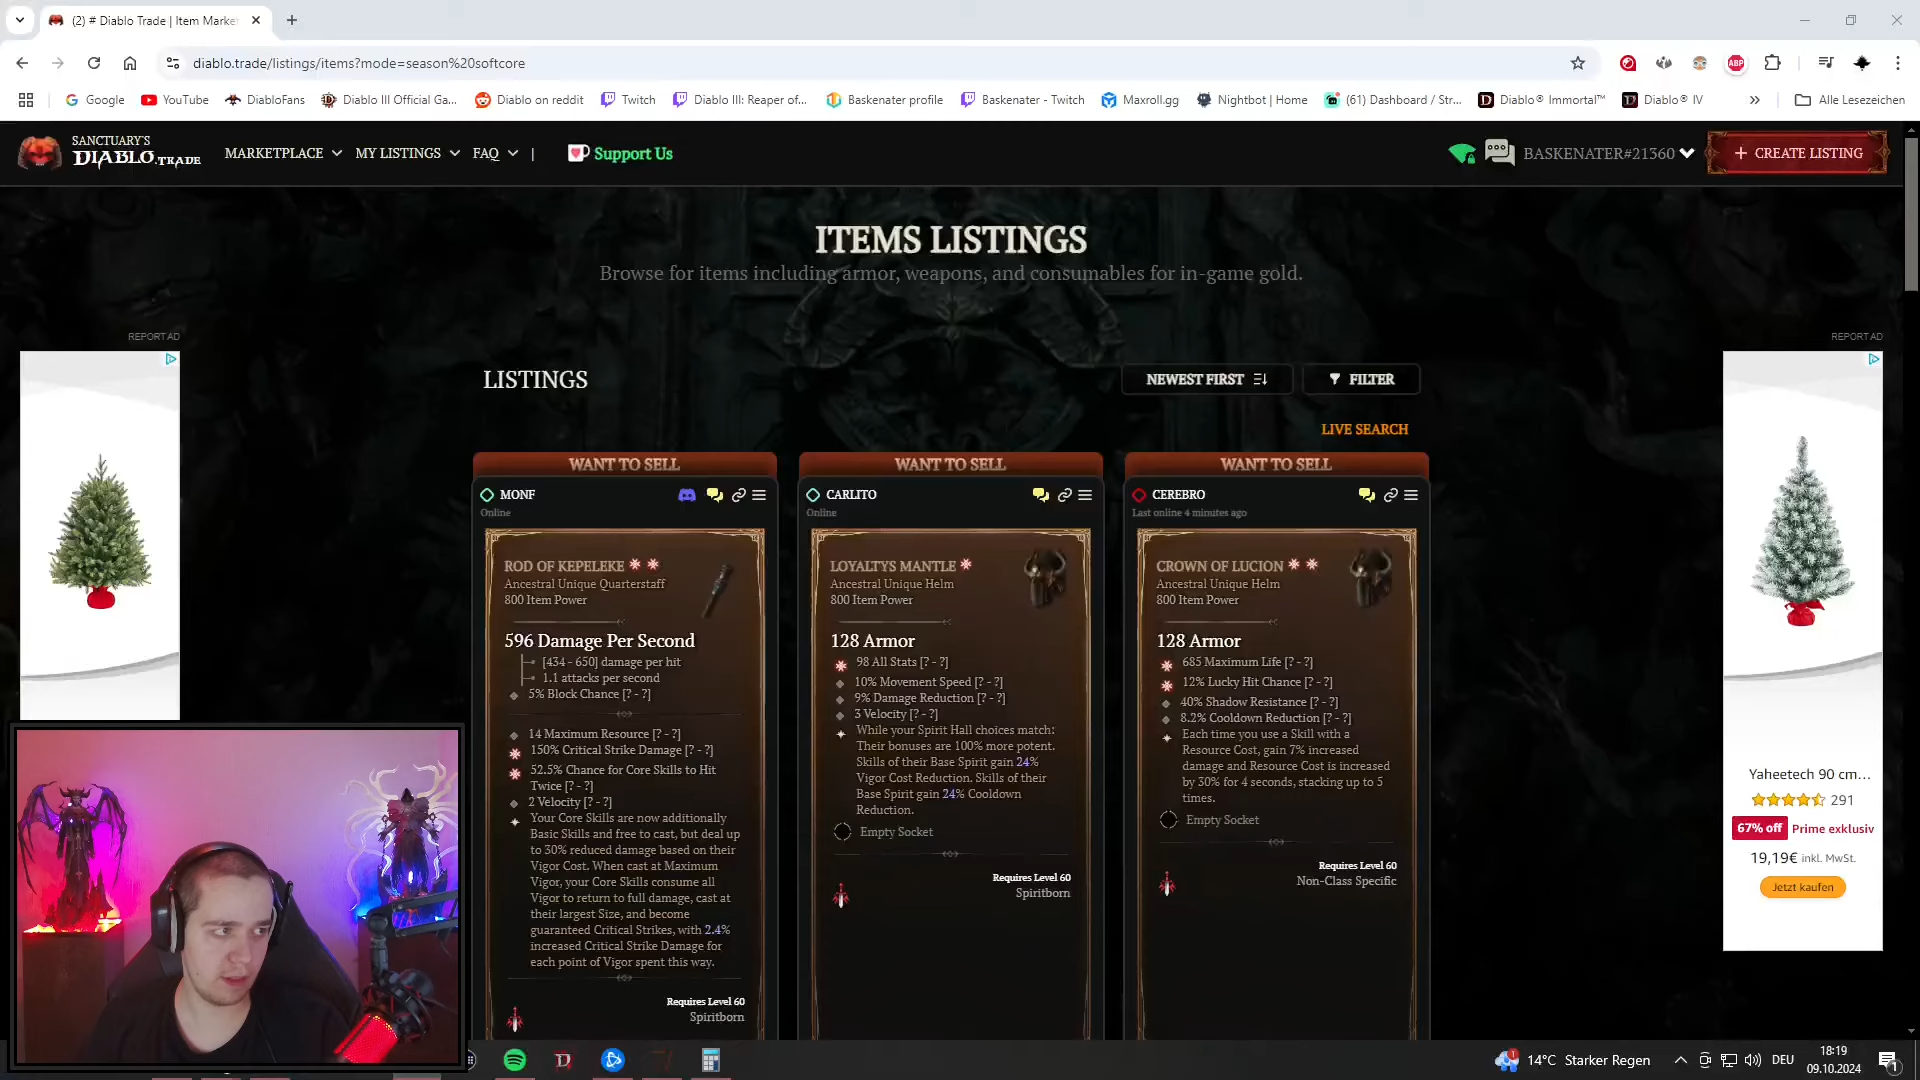 (2) # Diablo Trade | Item Marke
diablo.trade/listings/items?mode=season%20softcore
ABP
Google
YouTube
DiabloFans
Diablo III Official Ga...
Diablo on reddit
Twitch
Diablo III: Reaper of...
Baskenater profile
Baskenater - Twitch
Maxroll.gg
Nightbot | Home
(61) Dashboard / Str...
Diablo® Immortal™
Diablo® IV
Alle Lesezeichen
SANCTUARY'S
DIABLO.TRADE
MARKETPLACE
MY LISTINGS
FAQ
|
Support Us
BASKENATER#21360
+ CREATE LISTING
ITEMS LISTINGS
Browse for items including armor, weapons, and consumables for in-game gold.
REPORT AD
REPORT AD
LISTINGS
NEWEST FIRST
FILTER
LIVE SEARCH
WANT TO SELL
MONF
Online
ROD OF KEPELEKE
Ancestral Unique Quarterstaff
800 Item Power
596 Damage Per Second
[434 - 650] damage per hit
1.1 attacks per second
5% Block Chance [? - ?]
14 Maximum Resource [? - ?]
150% Critical Strike Damage [? - ?]
52.5% Chance for Core Skills to Hit
Twice [? - ?]
2 Velocity [? - ?]
Your Core Skills are now additionally
Basic Skills and free to cast, but deal up
to 30% reduced damage based on their
Vigor Cost. When cast at Maximum
Vigor, your Core Skills consume all
Vigor to return to full damage, cast at
their largest Size, and become
guaranteed Critical Strikes, with 2.4%
increased Critical Strike Damage for
each point of Vigor spent this way.
Requires Level 60
Spiritborn
WANT TO SELL
CARLITO
Online
LOYALTYS MANTLE
Ancestral Unique Helm
800 Item Power
128 Armor
98 All Stats [? - ?]
10% Movement Speed [? - ?]
9% Damage Reduction [? - ?]
3 Velocity [? - ?]
While your Spirit Hall choices match:
Their bonuses are 100% more potent.
Skills of their Base Spirit gain 24%
Vigor Cost Reduction. Skills of their
Base Spirit gain 24% Cooldown
Reduction.
Empty Socket
Requires Level 60
Spiritborn
WANT TO SELL
CEREBRO
Last online 4 minutes ago
CROWN OF LUCION
Ancestral Unique Helm
800 Item Power
128 Armor
685 Maximum Life [? - ?]
12% Lucky Hit Chance [? - ?]
40% Shadow Resistance [? - ?]
8.2% Cooldown Reduction [? - ?]
Each time you use a Skill with a
Resource Cost, gain 7% increased
damage and Resource Cost is increased
by 30% for 4 seconds, stacking up to 5
times.
Empty Socket
Requires Level 60
Non-Class Specific
Yaheetech 90 cm...
291
67% off
Prime exklusiv
19,19€ inkl. MwSt.
Jetzt kaufen
14°C Starker Regen
DEU
18:19
09.10.2024
1